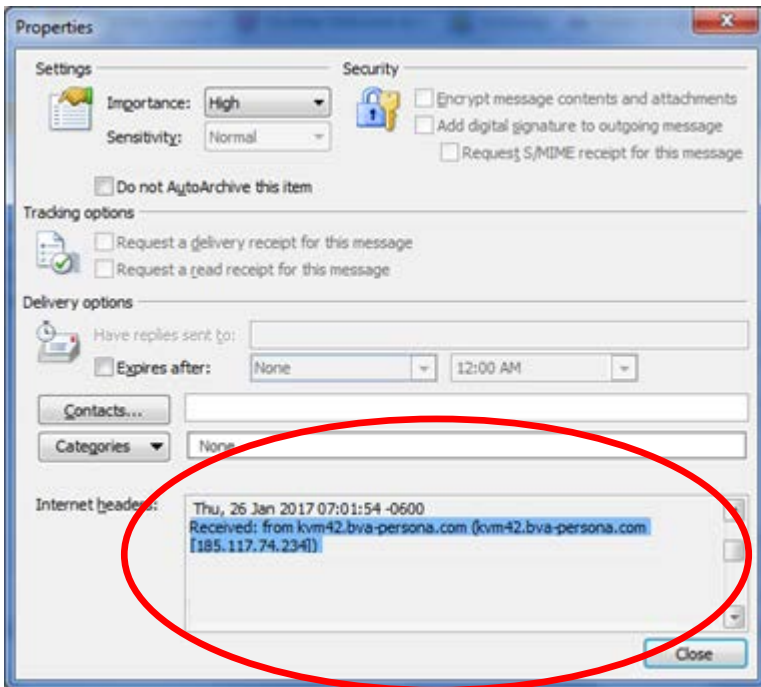 Properties
Settings
Security
Importance: High
Encrypt message contents and attachments
Sensitivity: Normal
Add digital signature to outgoing message
Request S/MIME receipt for this message
Do not AutoArchive this item
Tracking options
Request a delivery receipt for this message
Request a read receipt for this message
Delivery options
Have replies sent to:
Expires after: None 12:00 AM
Contacts...
Categories None
Internet headers: Thu, 26 Jan 2017 07:01:54 -0600
Received: from kvm42.bva-persona.com (kvm42.bva-persona.com
[185.117.74.234])
Close